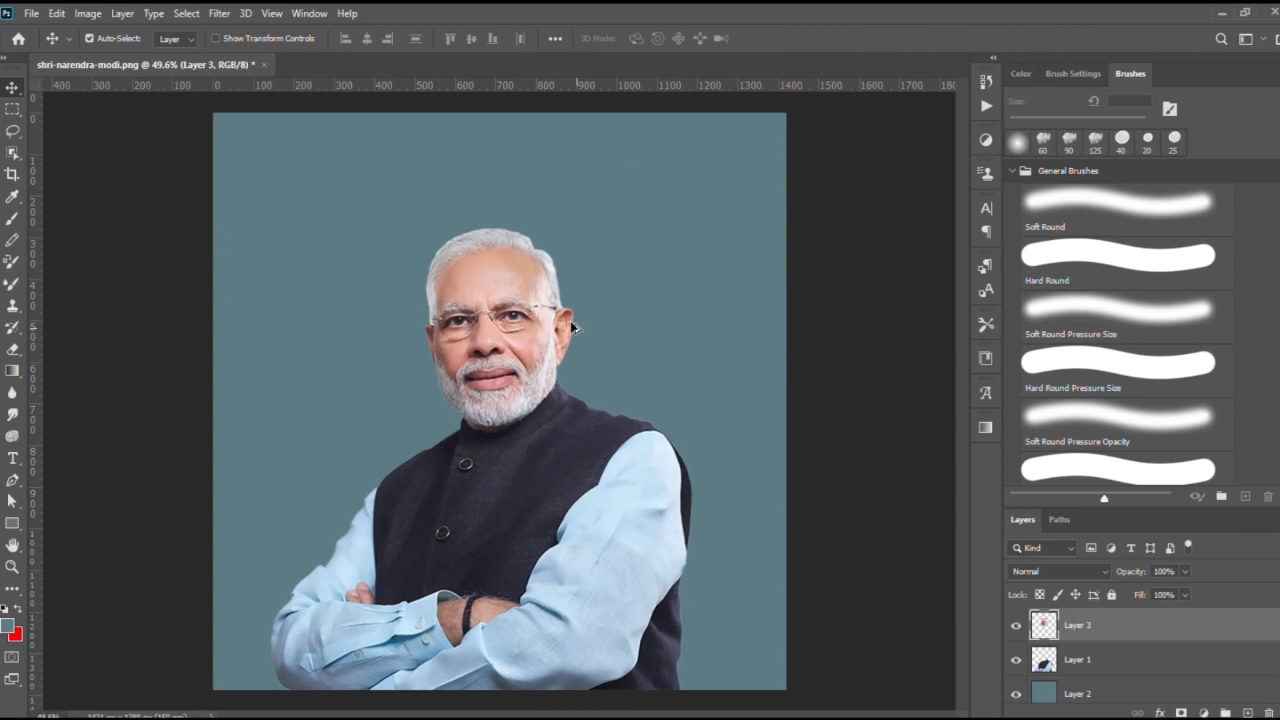 Ps File Edit Image Layer Type Select Filter 3D View Window Help
Auto-Select: Layer Show Transform Controls 3D Mode:
shri-narendra-modi.png @ 49.6% (Layer 3, RGB/8) *
400 300 200 100 0 100 200 300 400 500 600 700 800 900 1000 1100 1200 1300 1400 1500 1600 1700 180
Color Brush Settings Brushes
Size:
60 90 125 40 20 25
General Brushes
Soft Round
Hard Round
Soft Round Pressure Size
Hard Round Pressure Size
Soft Round Pressure Opacity
Layers Paths
Kind
Normal Opacity: 100%
Lock: Fill: 100%
Layer 3
Layer 1
Layer 2